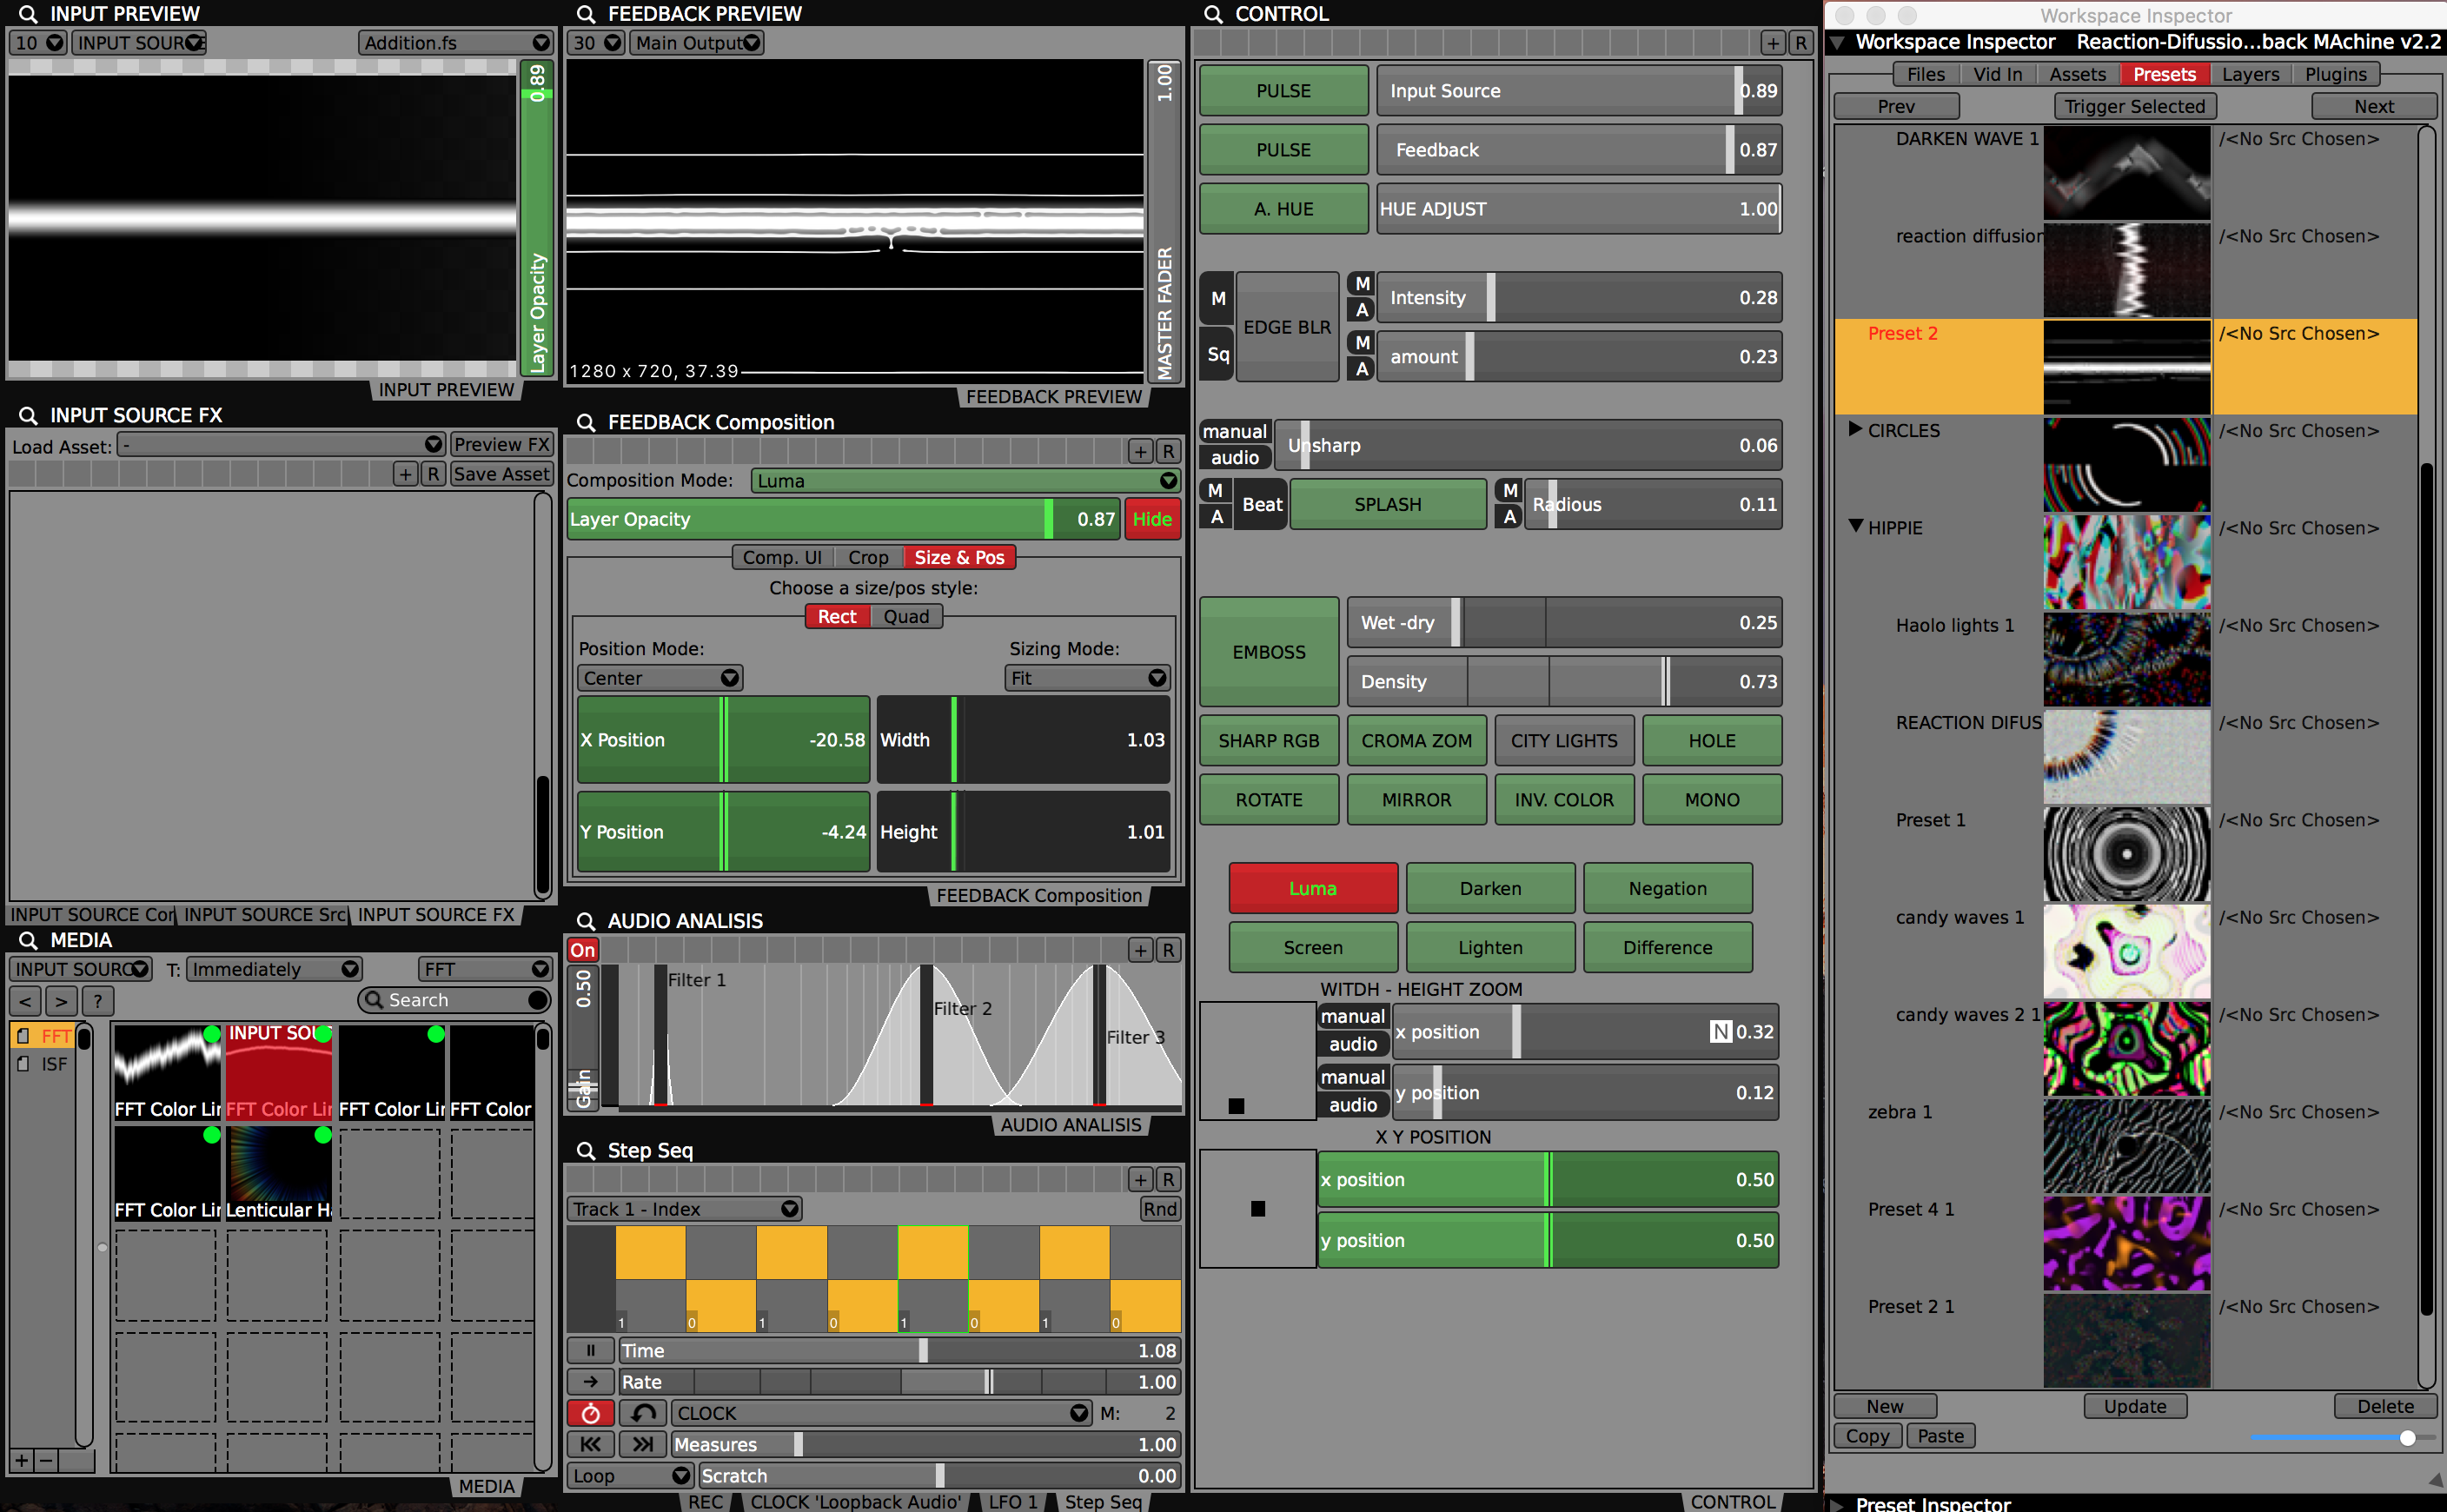 INPUT PREVIEW
10 INPUT SOUR Addition.fs
0.89
Layer Opacity
INPUT PREVIEW
INPUT SOURCE FX
Load Asset: - Preview FX
+ R Save Asset
INPUT SOURCE Cor INPUT SOURCE Src INPUT SOURCE FX
MEDIA
INPUT SOURC T: Immediately FFT
< > ? Search
FFT
ISF
INPUT SOU
FFT Color Lir FFT Color Lir FFT Color Lir FFT Color
FFT Color Lir Lenticular H
+ −
MEDIA
FEEDBACK PREVIEW
30 Main Output
1.00
MASTER FADER
1280 x 720, 37.39
FEEDBACK PREVIEW
FEEDBACK Composition
+ R
Composition Mode: Luma
Layer Opacity 0.87 Hide
Comp. UI Crop Size & Pos
Choose a size/pos style:
Rect Quad
Position Mode: Sizing Mode:
Center Fit
X Position -20.58 Width 1.03
Y Position -4.24 Height 1.01
FEEDBACK Composition
AUDIO ANALISIS
On + R
0.50
Gain
Filter 1
Filter 2
Filter 3
AUDIO ANALISIS
Step Seq
+ R
Track 1 - Index Rnd
1 0 1 0 1 0 1 0
Time 1.08
Rate 1.00
CLOCK M: 2
Measures 1.00
Loop Scratch 0.00
REC CLOCK 'Loopback Audio' LFO 1 Step Seq
CONTROL
+ R
PULSE Input Source 0.89
PULSE Feedback 0.87
A. HUE HUE ADJUST 1.00
M Sq EDGE BLR
M A Intensity 0.28
M A amount 0.23
manual audio Unsharp 0.06
M A Beat SPLASH M A Radious 0.11
EMBOSS
Wet -dry 0.25
Density 0.73
SHARP RGB CROMA ZOM CITY LIGHTS HOLE
ROTATE MIRROR INV. COLOR MONO
Luma Darken Negation
Screen Lighten Difference
WITDH - HEIGHT ZOOM
manual audio x position N 0.32
manual audio y position 0.12
X Y POSITION
x position 0.50
y position 0.50
CONTROL
Workspace Inspector
Workspace Inspector Reaction-Difussio...back MAchine v2.2
Files Vid In Assets Presets Layers Plugins
Prev Trigger Selected Next
DARKEN WAVE 1 /<No Src Chosen>
reaction diffusion /<No Src Chosen>
Preset 2 /<No Src Chosen>
CIRCLES /<No Src Chosen>
HIPPIE /<No Src Chosen>
Haolo lights 1 /<No Src Chosen>
REACTION DIFUS /<No Src Chosen>
Preset 1 /<No Src Chosen>
candy waves 1 /<No Src Chosen>
candy waves 2 1 /<No Src Chosen>
zebra 1 /<No Src Chosen>
Preset 4 1 /<No Src Chosen>
Preset 2 1 /<No Src Chosen>
New Update Delete
Copy Paste
Preset Inspector